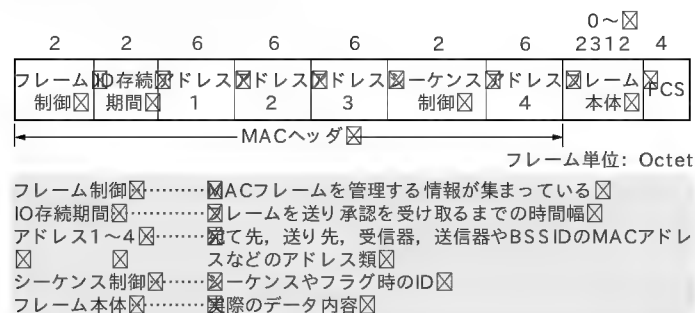 0～
2 2 6 6 6 2 6 2312 4
フレーム制御 IO存続期間 アドレス1 アドレス2 アドレス3 シーケンス制御 アドレス4 フレーム本体 FCS
MACヘッダ
フレーム単位: Octet
フレーム制御………MACフレームを管理する情報が集まっている
IO存続期間…………フレームを送り承認を受け取るまでの時間幅
アドレス1～4………宛て先，送り先，受信器，送信器やBSSIDのMACアドレ
スなどのアドレス類
シーケンス制御……シーケンスやフラグ時のID
フレーム本体………実際のデータ内容